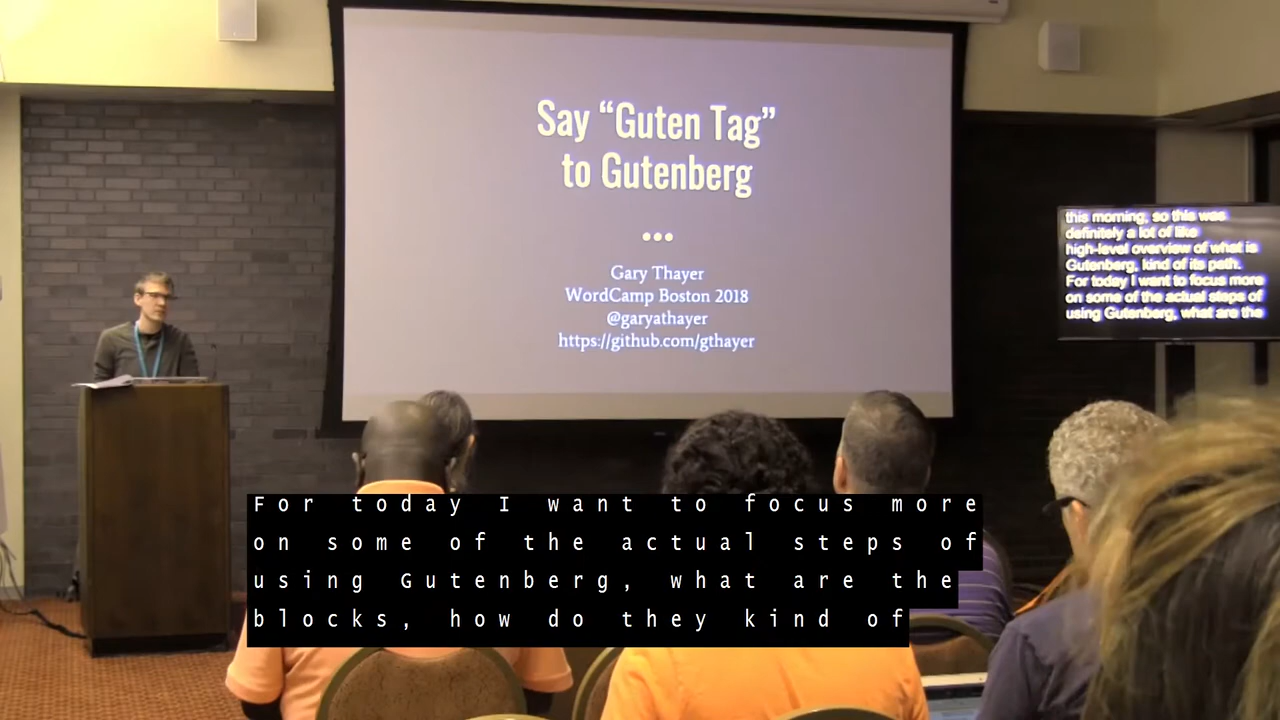 Say “Guten Tag”
to Gutenberg
Gary Thayer
WordCamp Boston 2018
@garyathayer
https://github.com/gthayer
this morning, so this was
definitely a lot of like
high-level overview of what is
Gutenberg, kind of its path.
For today I want to focus more
on some of the actual steps of
using Gutenberg, what are the
For today I want to focus more
on some of the actual steps of
using Gutenberg, what are the
blocks, how do they kind of